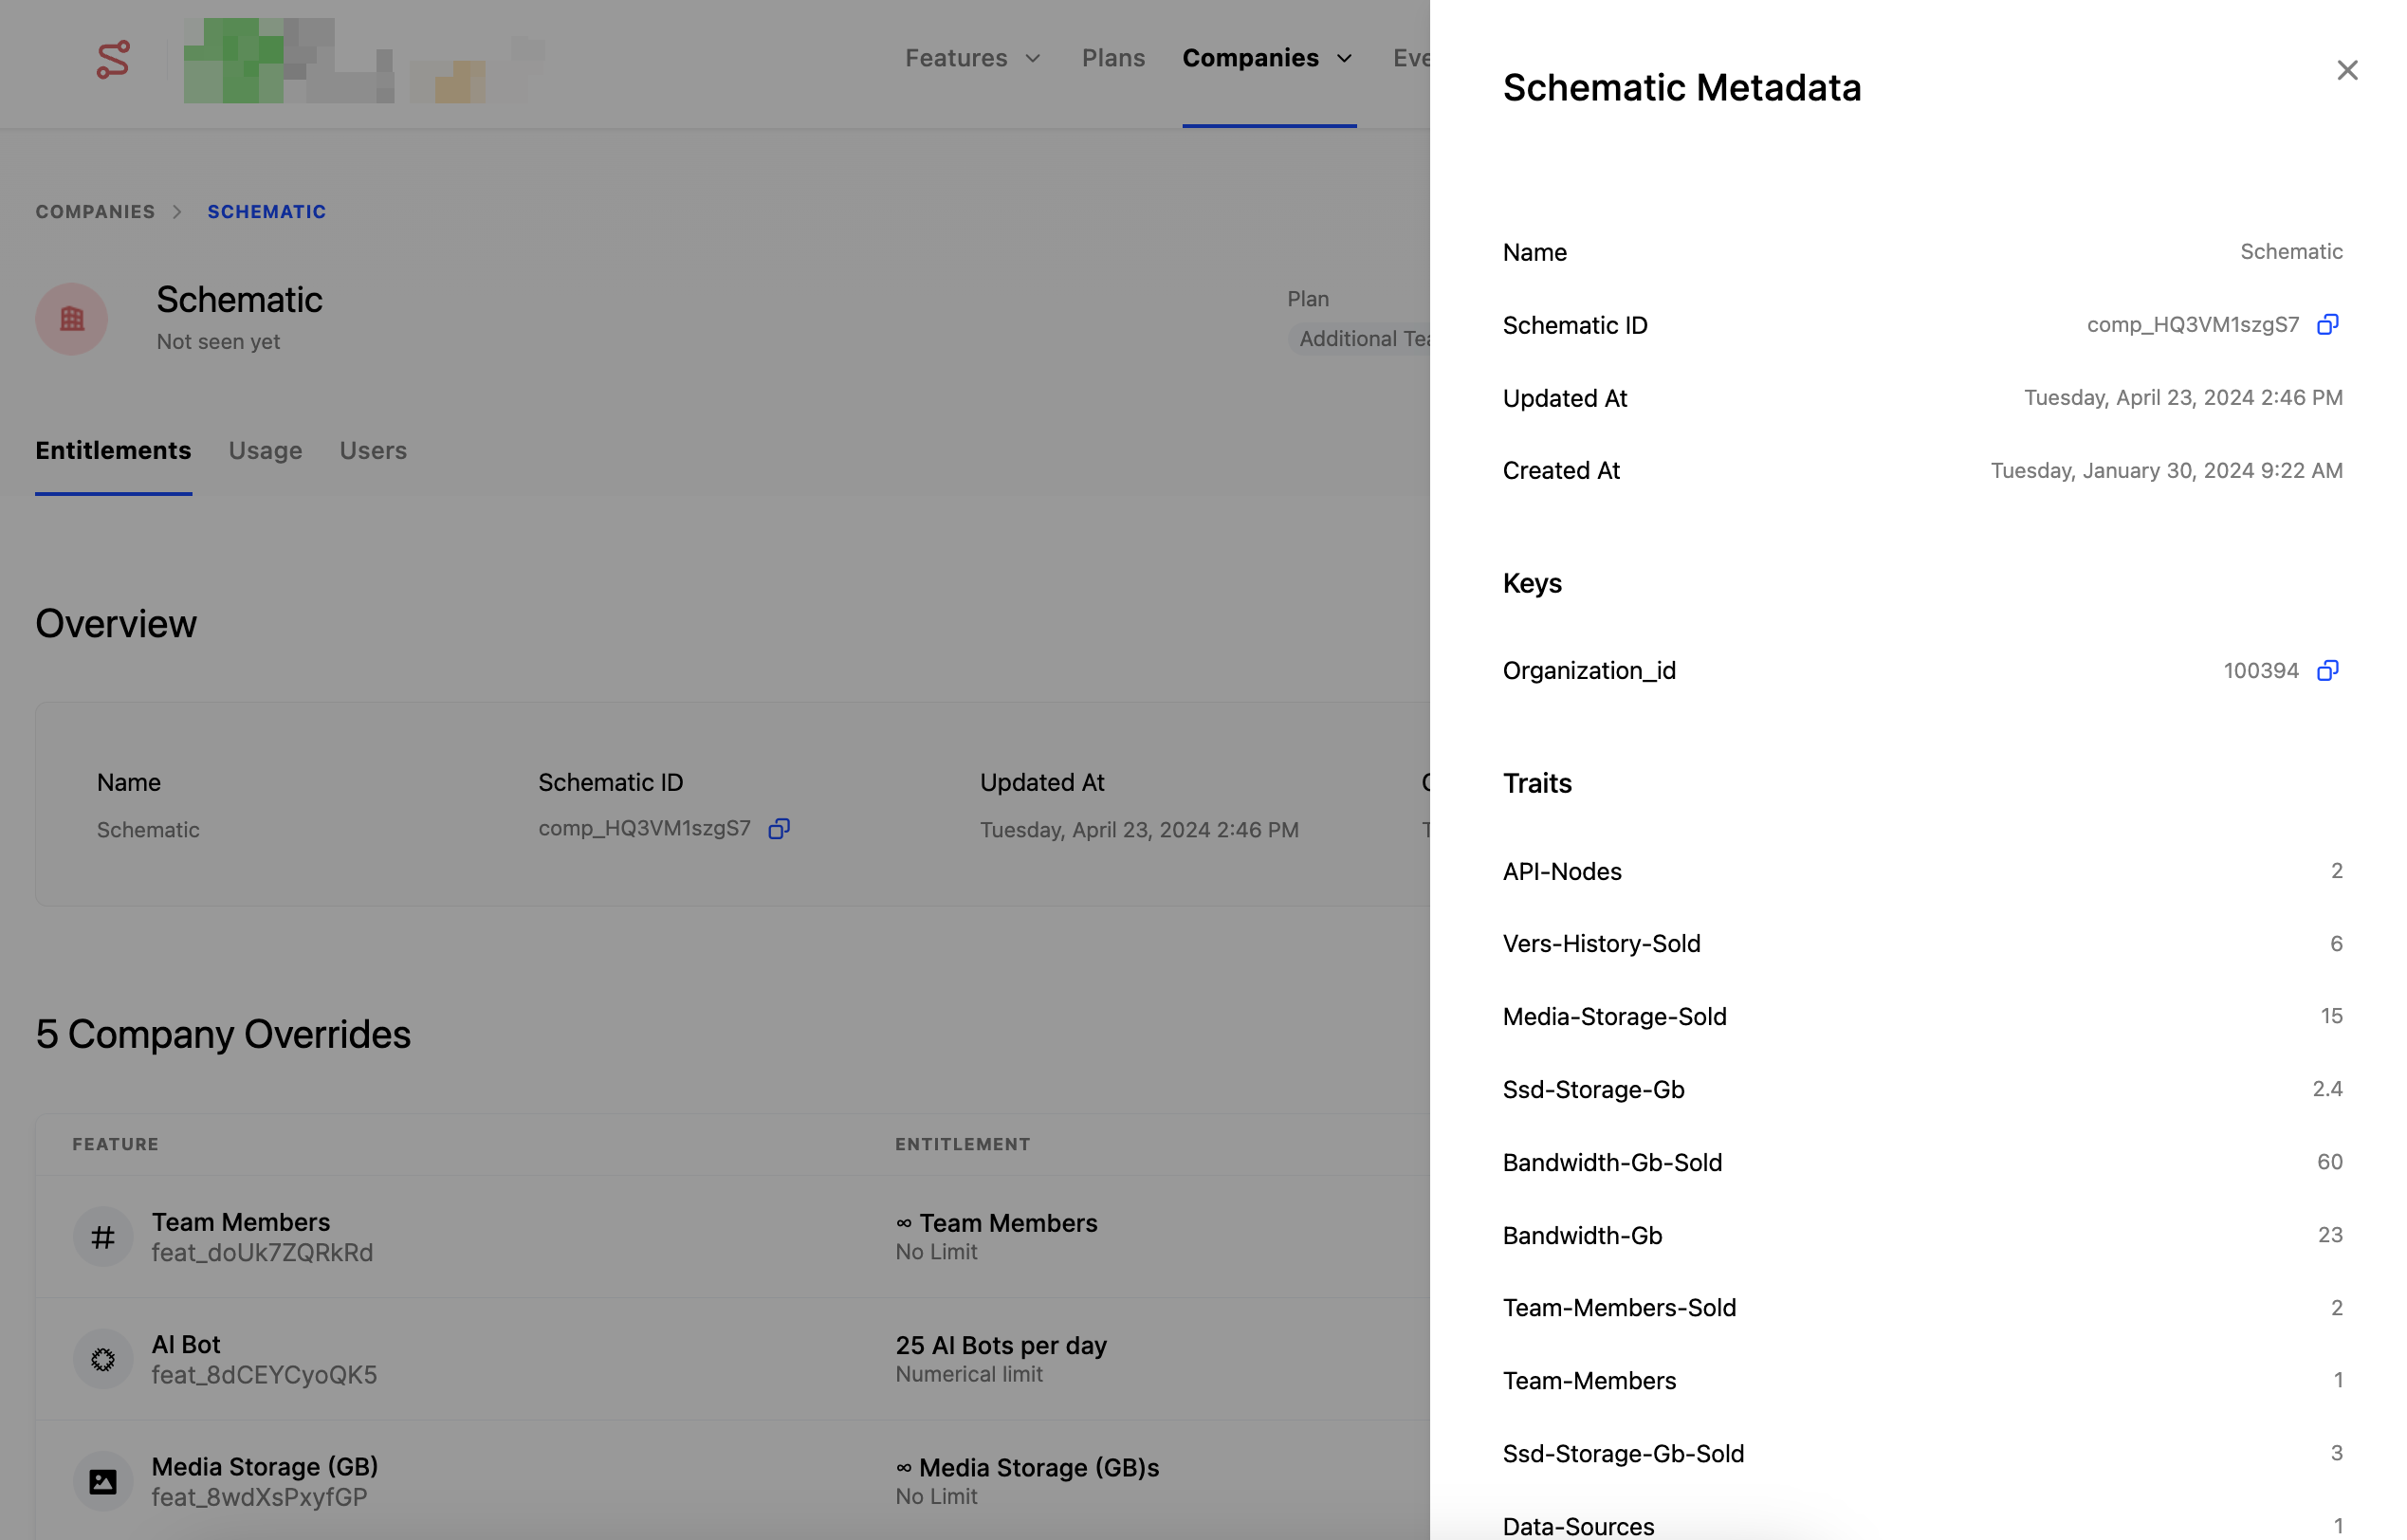 Features
Plans
Companies
Eve
COMPANIES
SCHEMATIC
Schematic
Not seen yet
Plan
Additional Tea
Entitlements
Usage
Users
Overview
Name
Schematic ID
Updated At
Schematic
comp_HQ3VM1szgS7
Tuesday, April 23, 2024 2:46 PM
5 Company Overrides
FEATURE
ENTITLEMENT
Team Members
feat_doUk7ZQRkRd
∞ Team Members
No Limit
AI Bot
feat_8dCEYCyoQK5
25 AI Bots per day
Numerical limit
Media Storage (GB)
feat_8wdXsPxyfGP
∞ Media Storage (GB)s
No Limit
Schematic Metadata
Name
Schematic
Schematic ID
comp_HQ3VM1szgS7
Updated At
Tuesday, April 23, 2024 2:46 PM
Created At
Tuesday, January 30, 2024 9:22 AM
Keys
Organization_id
100394
Traits
API-Nodes
2
Vers-History-Sold
6
Media-Storage-Sold
15
Ssd-Storage-Gb
2.4
Bandwidth-Gb-Sold
60
Bandwidth-Gb
23
Team-Members-Sold
2
Team-Members
1
Ssd-Storage-Gb-Sold
3
Data-Sources
1